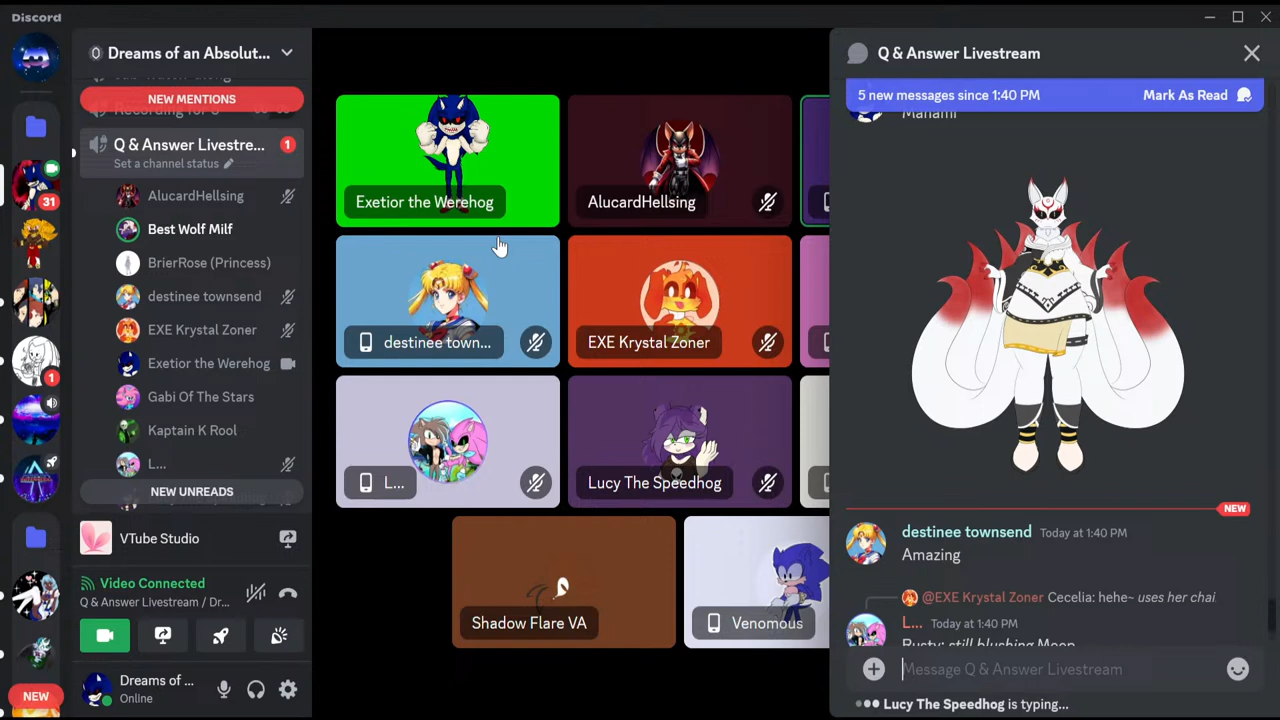 Discord
Dreams of an Absolut...
NEW MENTIONS
Q & Answer Livestre...
1
Set a channel status
AlucardHellsing
Best Wolf Milf
BrierRose (Princess)
destinee townsend
EXE Krystal Zoner
Exetior the Werehog
Gabi Of The Stars
Kaptain K Rool
L...
NEW UNREADS
VTube Studio
Video Connected
Q & Answer Livestream / Dr...
Dreams of ...
Online
31
1
NEW
Exetior the Werehog
AlucardHellsing
destinee town...
EXE Krystal Zoner
L...
Lucy The Speedhog
Shadow Flare VA
Venomous
Q & Answer Livestream
5 new messages since 1:40 PM
Mark As Read
NEW
destinee townsend Today at 1:40 PM
Amazing
@EXE Krystal Zoner Cecelia: hehe~ uses her chai
L... Today at 1:40 PM
Rusty: still blushing Moon
Message Q & Answer Livestream
Lucy The Speedhog is typing...